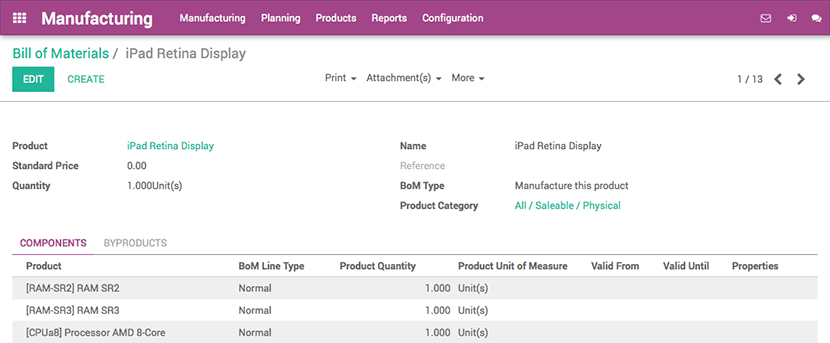 Manufacturing Manufacturing Planning Products Reports Configuration
Bill of Materials / iPad Retina Display
EDIT CREATE Print Attachment(s) More 1 / 13
Product iPad Retina Display Name iPad Retina Display
Standard Price 0.00 Reference
Quantity 1.000Unit(s) BoM Type Manufacture this product
Product Category All / Saleable / Physical
COMPONENTS BYPRODUCTS
Product BoM Line Type Product Quantity Product Unit of Measure Valid From Valid Until Properties
[RAM-SR2] RAM SR2 Normal 1.000 Unit(s)
[RAM-SR3] RAM SR3 Normal 1.000 Unit(s)
[CPUa8] Processor AMD 8-Core Normal 1.000 Unit(s)